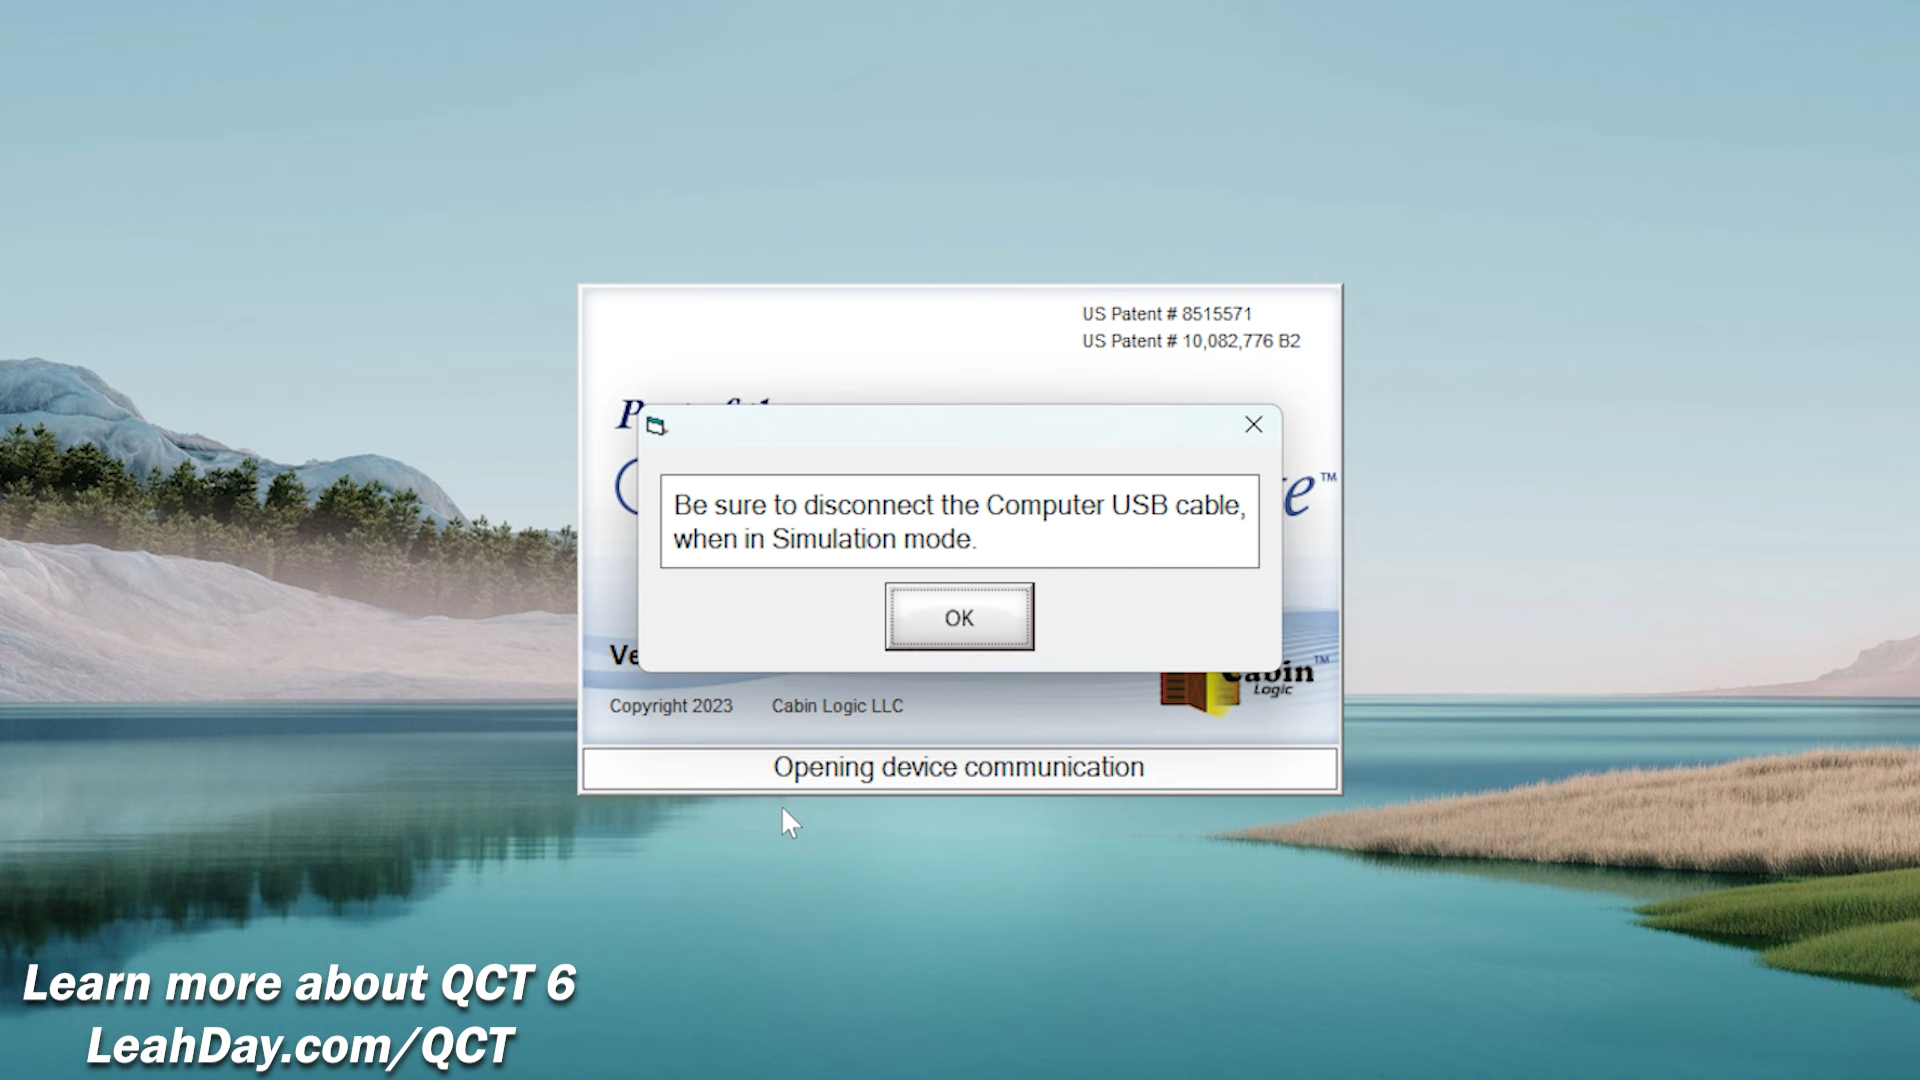 US Patent # 8515571
US Patent # 10,082,776 B2
Be sure to disconnect the Computer USB cable,
when in Simulation mode.
OK
Cabin™
Logic
Copyright 2023 Cabin Logic LLC
Opening device communication
Learn more about QCT 6
LeahDay.com/QCT